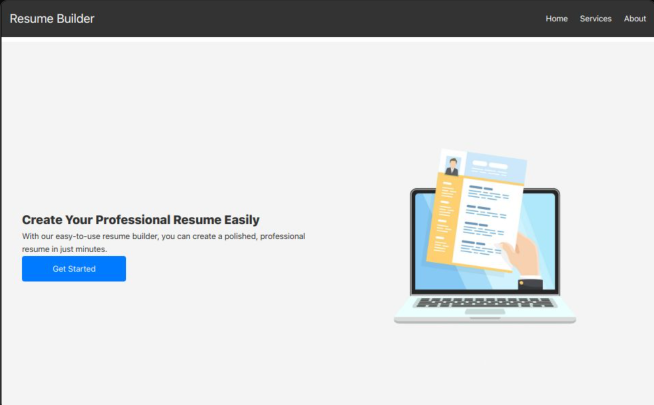 Resume Builder
Home Services About
Create Your Professional Resume Easily
With our easy-to-use resume builder, you can create a polished, professional
resume in just minutes.
Get Started